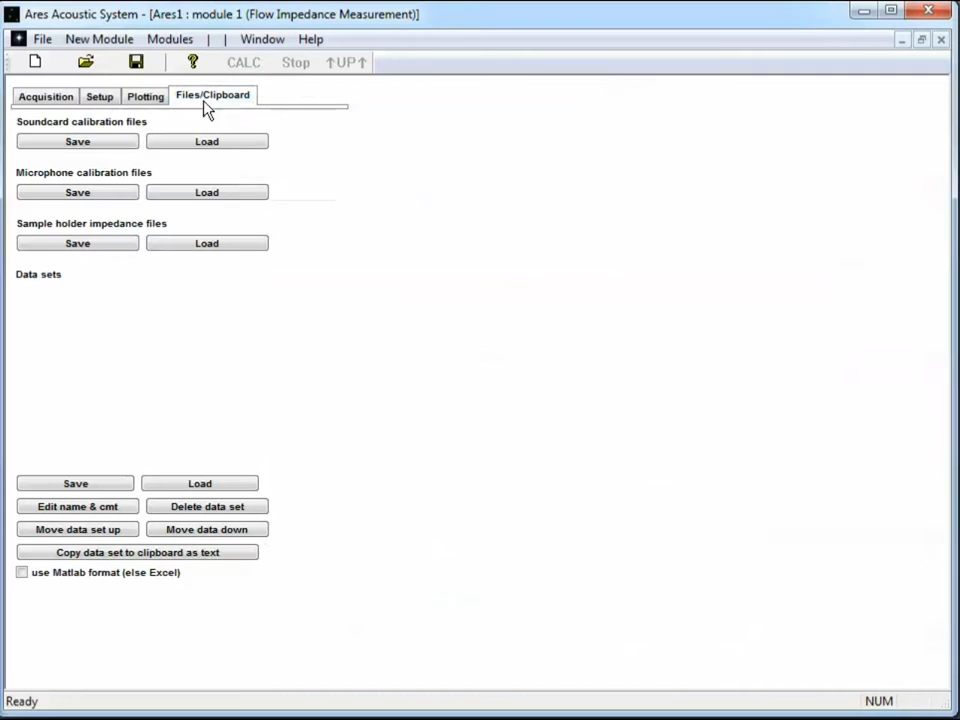 Ares Acoustic System - [Ares1 : module 1 (Flow Impedance Measurement)]
File New Module Modules | | Window Help
? CALC Stop ↑UP↑
Acquisition Setup Plotting Files/Clipboard
Soundcard calibration files
Save Load
Microphone calibration files
Save Load
Sample holder impedance files
Save Load
Data sets
Save Load
Edit name & cmt Delete data set
Move data set up Move data down
Copy data set to clipboard as text
use Matlab format (else Excel)
Ready NUM